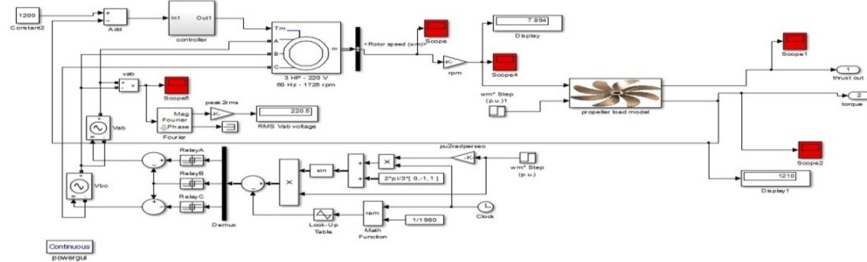 1200
Constant2
Add
In1 Out1
controller
Tm
A
B
C
m
3 HP - 220 V
60 Hz - 1725 rpm
<Rotor speed (wm)>
Scope
rpm
Scope4
7.894
Display
Scope1
1
thrust out
2
torque
propeller load model
wm* Step
(p.u.)1
vab
v
Scope5
Mag
Fourier
Phase
Fourier
peak2rms
220.5
RMS Vab voltage
Vab
Vbc
RelayA
RelayB
RelayC
Demux
X
sin
X
2*pi/3*[ 0,-1,1 ]
pu2radpersec
wm* Step
(p.u.)
Look-Up
Table
rem
Math
Function
1/1980
Clock
Scope2
1210
Display1
Continuous
powergui